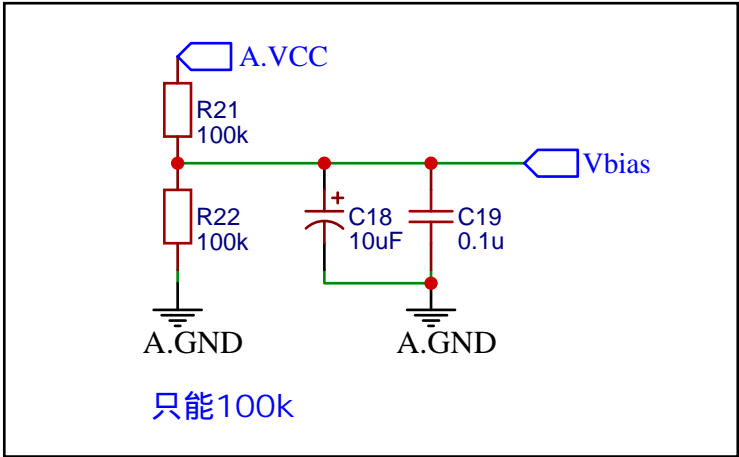 A.VCC
R21
100k
Vbias
R22
100k
C18
10uF
C19
0.1u
A.GND
A.GND
只能100k